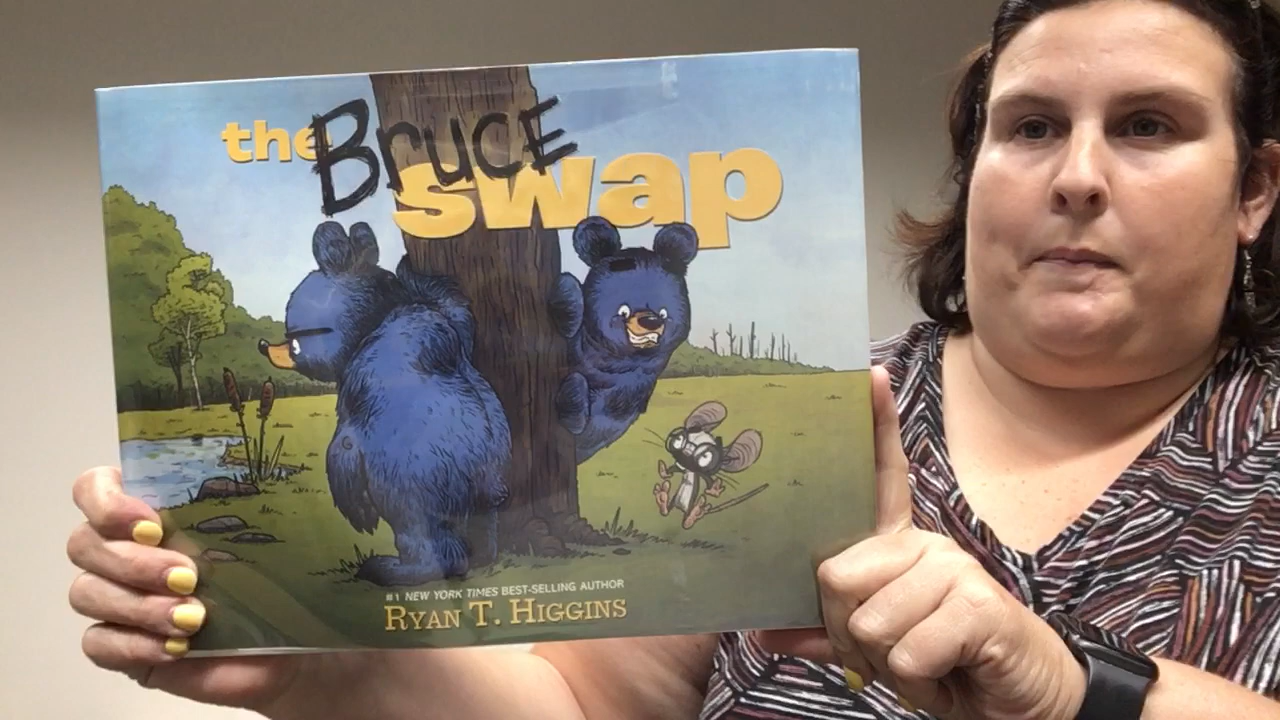 the Bruce
swap
#1 NEW YORK TIMES BEST-SELLING AUTHOR
RYAN T. HIGGINS